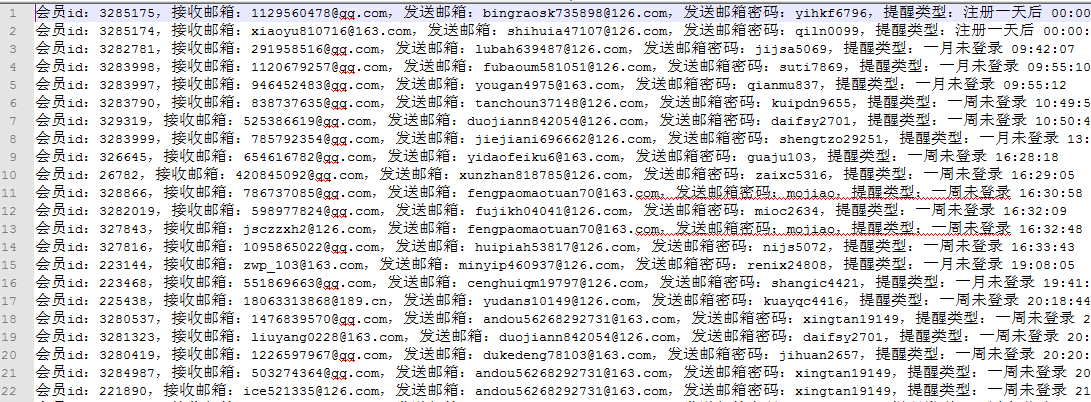 1 会员id: 3285175, 接收邮箱: 1129560478@qq.com, 发送邮箱: bingraosk735898@126.com, 发送邮箱密码: yihkf6796, 提醒类型: 注册一天后 00:00
2 会员id: 3285174, 接收邮箱: xiaoyu810716@163.com, 发送邮箱: shihuia47107@126.com, 发送邮箱密码: qiln0099, 提醒类型: 注册一天后 00:00:
3 会员id: 3282781, 接收邮箱: 291958516@qq.com, 发送邮箱: lubah639487@126.com, 发送邮箱密码: jijsa5069, 提醒类型: 一月未登录 09:42:07
4 会员id: 3283998, 接收邮箱: 1120679257@qq.com, 发送邮箱: fubaoum581051@126.com, 发送邮箱密码: suti7869, 提醒类型: 一月未登录 09:55:10
5 会员id: 3283997, 接收邮箱: 946452483@qq.com, 发送邮箱: yougan4975@163.com, 发送邮箱密码: qianmu837, 提醒类型: 一月未登录 09:55:12
6 会员id: 3283790, 接收邮箱: 838737635@qq.com, 发送邮箱: tanchoun37148@126.com, 发送邮箱密码: kuipdn9655, 提醒类型: 一周未登录 10:49:5
7 会员id: 329319, 接收邮箱: 525386619@qq.com, 发送邮箱: duojiann842054@126.com, 发送邮箱密码: daifsy2701, 提醒类型: 一周未登录 10:50:4
8 会员id: 3283999, 接收邮箱: 785792354@qq.com, 发送邮箱: jiejiani696662@126.com, 发送邮箱密码: shengtzo29251, 提醒类型: 一月未登录 13:
9 会员id: 326645, 接收邮箱: 654616782@qq.com, 发送邮箱: yidaofeiku6@163.com, 发送邮箱密码: guaju103, 提醒类型: 一周未登录 16:28:18
10 会员id: 26782, 接收邮箱: 420845092@qq.com, 发送邮箱: xunzhan818785@126.com, 发送邮箱密码: zaixc5316, 提醒类型: 一周未登录 16:29:05
11 会员id: 328866, 接收邮箱: 786737085@qq.com, 发送邮箱: fengpaomaotuan70@163.com, 发送邮箱密码: mojiao, 提醒类型: 一周未登录 16:30:58
12 会员id: 3282019, 接收邮箱: 598977824@qq.com, 发送邮箱: fujikh04041@126.com, 发送邮箱密码: mioc2634, 提醒类型: 一周未登录 16:32:09
13 会员id: 327843, 接收邮箱: jsczzxh2@163.com, 发送邮箱: fengpaomaotuan70@163.com, 发送邮箱密码: mojiao, 提醒类型: 一周未登录 16:32:48
14 会员id: 327816, 接收邮箱: 1095865022@qq.com, 发送邮箱: huipiah53817@126.com, 发送邮箱密码: nijs5072, 提醒类型: 一周未登录 16:33:43
15 会员id: 223144, 接收邮箱: zwp_103@163.com, 发送邮箱: minyip460937@126.com, 发送邮箱密码: renix24808, 提醒类型: 一月未登录 19:08:05
16 会员id: 223468, 接收邮箱: 551869663@qq.com, 发送邮箱: cenghuiqm19797@126.com, 发送邮箱密码: shangic4421, 提醒类型: 一月未登录 19:41:
17 会员id: 225438, 接收邮箱: 18063313868@189.cn, 发送邮箱: yudans10149@126.com, 发送邮箱密码: kuayqc4416, 提醒类型: 一周未登录 20:18:44
18 会员id: 3280537, 接收邮箱: 1476839570@qq.com, 发送邮箱: andou56268292731@163.com, 发送邮箱密码: xingtan19149, 提醒类型: 一周未登录 2
19 会员id: 3281323, 接收邮箱: liuyang0228@163.com, 发送邮箱: duojiann842054@126.com, 发送邮箱密码: daifsy2701, 提醒类型: 一周未登录 20:
20 会员id: 3280419, 接收邮箱: 1226597967@qq.com, 发送邮箱: dukedeng78103@163.com, 发送邮箱密码: jihuan2657, 提醒类型: 一周未登录 20:20:
21 会员id: 3284987, 接收邮箱: 503274364@qq.com, 发送邮箱: andou56268292731@163.com, 发送邮箱密码: xingtan19149, 提醒类型: 一周未登录 20
22 会员id: 221890, 接收邮箱: ice521335@126.com, 发送邮箱: andou56268292731@163.com, 发送邮箱密码: xingtan19149, 提醒类型: 一周未登录 21